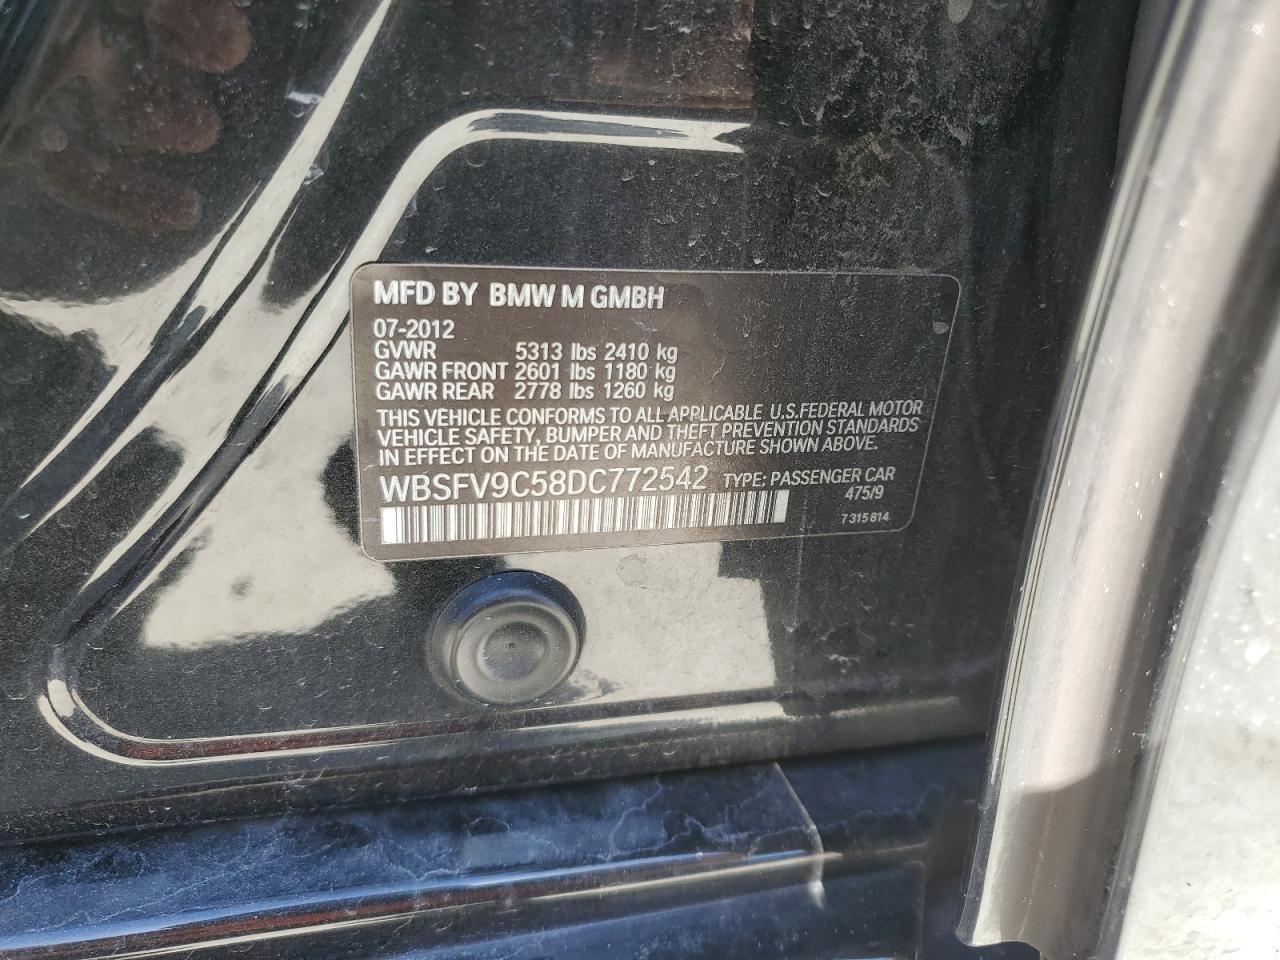 MFD BY BMW M GMBH
07-2012
GVWR 5313 lbs 2410 kg
GAWR FRONT 2601 lbs 1180 kg
GAWR REAR 2778 lbs 1260 kg
THIS VEHICLE CONFORMS TO ALL APPLICABLE U.S.FEDERAL MOTOR
VEHICLE SAFETY, BUMPER AND THEFT PREVENTION STANDARDS
IN EFFECT ON THE DATE OF MANUFACTURE SHOWN ABOVE.
WBSFV9C58DC772542 TYPE: PASSENGER CAR
475/9
7 315 814